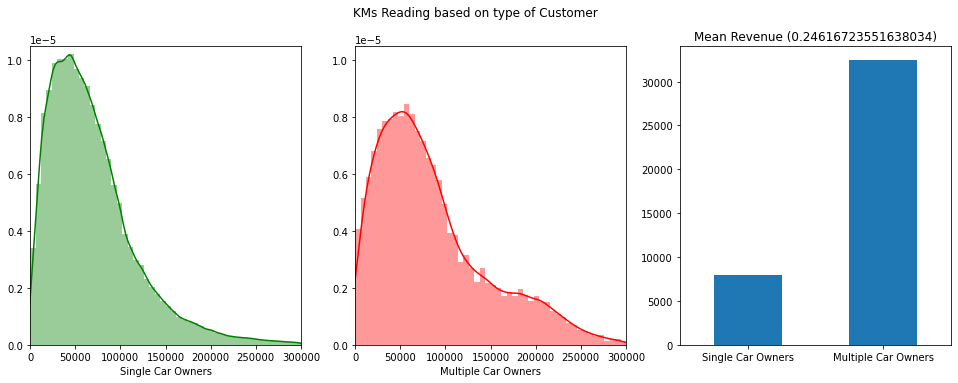 KMs Reading based on type of Customer
1e−5
1.0
0.8
0.6
0.4
0.2
0.0
0 50000 100000 150000 200000 250000 300000
Single Car Owners
1e−5
1.0
0.8
0.6
0.4
0.2
0.0
0 50000 100000 150000 200000 250000 300000
Multiple Car Owners
Mean Revenue (0.24616723551638034)
30000
25000
20000
15000
10000
5000
0
Single Car Owners Multiple Car Owners